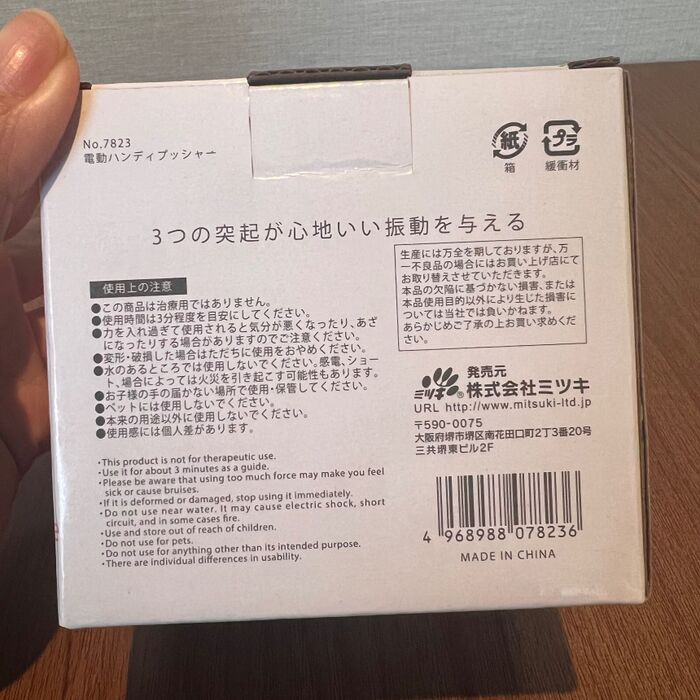 No.7823
電動ハンディプッシャー
紙
箱
プラ
緩衝材
3つの突起が心地いい振動を与える
使用上の注意
●この商品は治療用ではありません。
●使用時間は3分程度を目安にしてください。
●力を入れ過ぎて使用されると気分が悪くなったり、あざ
になったりする場合がありますのでご注意ください。
●変形・破損した場合はただちに使用をおやめください。
●水のあるところでは使用しないでください。感電、ショー
ト、場合によっては火災を引き起こす可能性もあります。
●お子様の手の届かない場所で使用・保管してください。
●ペットには使用しないでください。
●本来の用途以外に使用しないでください。
●使用感には個人差があります。
・This product is not for therapeutic use.
・Use it for about 3 minutes as a guide.
・Please be aware that using too much force may make you feel
sick or cause bruises.
・If it is deformed or damaged, stop using it immediately.
・Do not use near water. It may cause electric shock, short
circuit, and in some cases fire.
・Use and store out of reach of children.
・Do not use for pets.
・Do not use for anything other than its intended purpose.
・There are individual differences in usability.
生産には万全を期しておりますが、万
一不良品の場合にはお買い上げ店にて
お取り替えさせていただきます。
本品の欠陥に基づかない損害、または
本品使用目的以外により生じた損害に
ついては当社では負いかねます。
あらかじめご了承の上お買い求めくだ
さい。
ミツキ
発売元
株式会社ミツキ
URL http://www.mitsuki-ltd.jp
〒590-0075
大阪府堺市堺区南花田口町2丁3番20号
三共堺東ビル2F
4 968988 078236
MADE IN CHINA